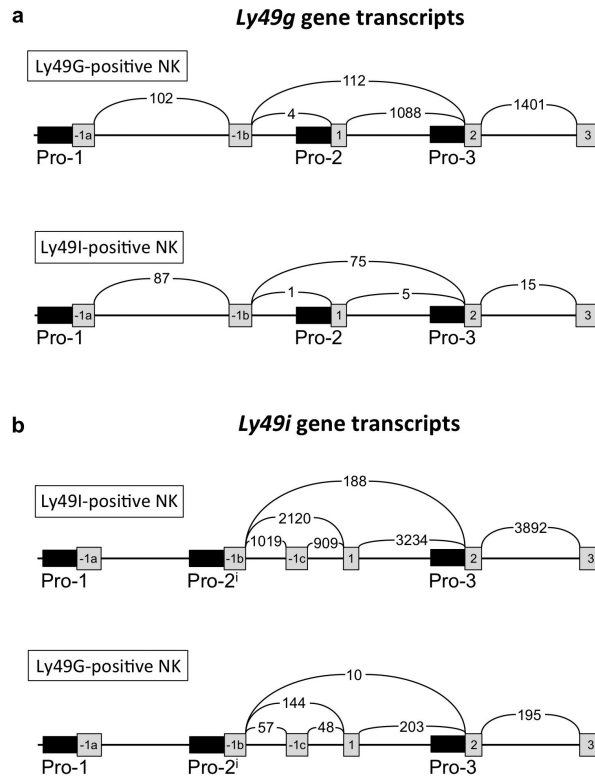 a
Ly49g gene transcripts
Ly49G-positive NK
102 4 112 1088 1401
-1a -1b 1 2 3
Pro-1 Pro-2 Pro-3
Ly49I-positive NK
87 1 75 5 15
-1a -1b 1 2 3
Pro-1 Pro-2 Pro-3
b
Ly49i gene transcripts
Ly49I-positive NK
188
2120
1019 909 3234 3892
-1a -1b -1c 1 2 3
Pro-1 Pro-2i Pro-3
Ly49G-positive NK
10
144
57 48 203 195
-1a -1b -1c 1 2 3
Pro-1 Pro-2i Pro-3